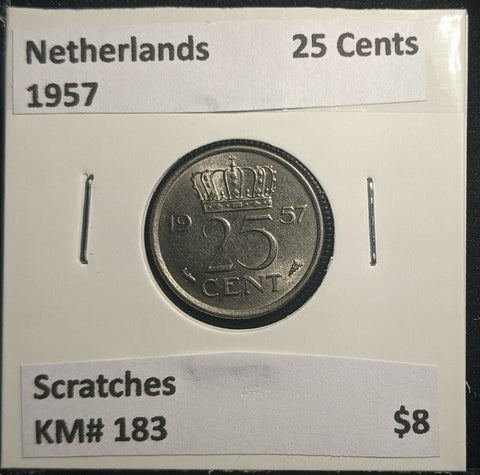 Netherlands 25 Cents
1957
19 57
25
CENT
Scratches
KM# 183 $8